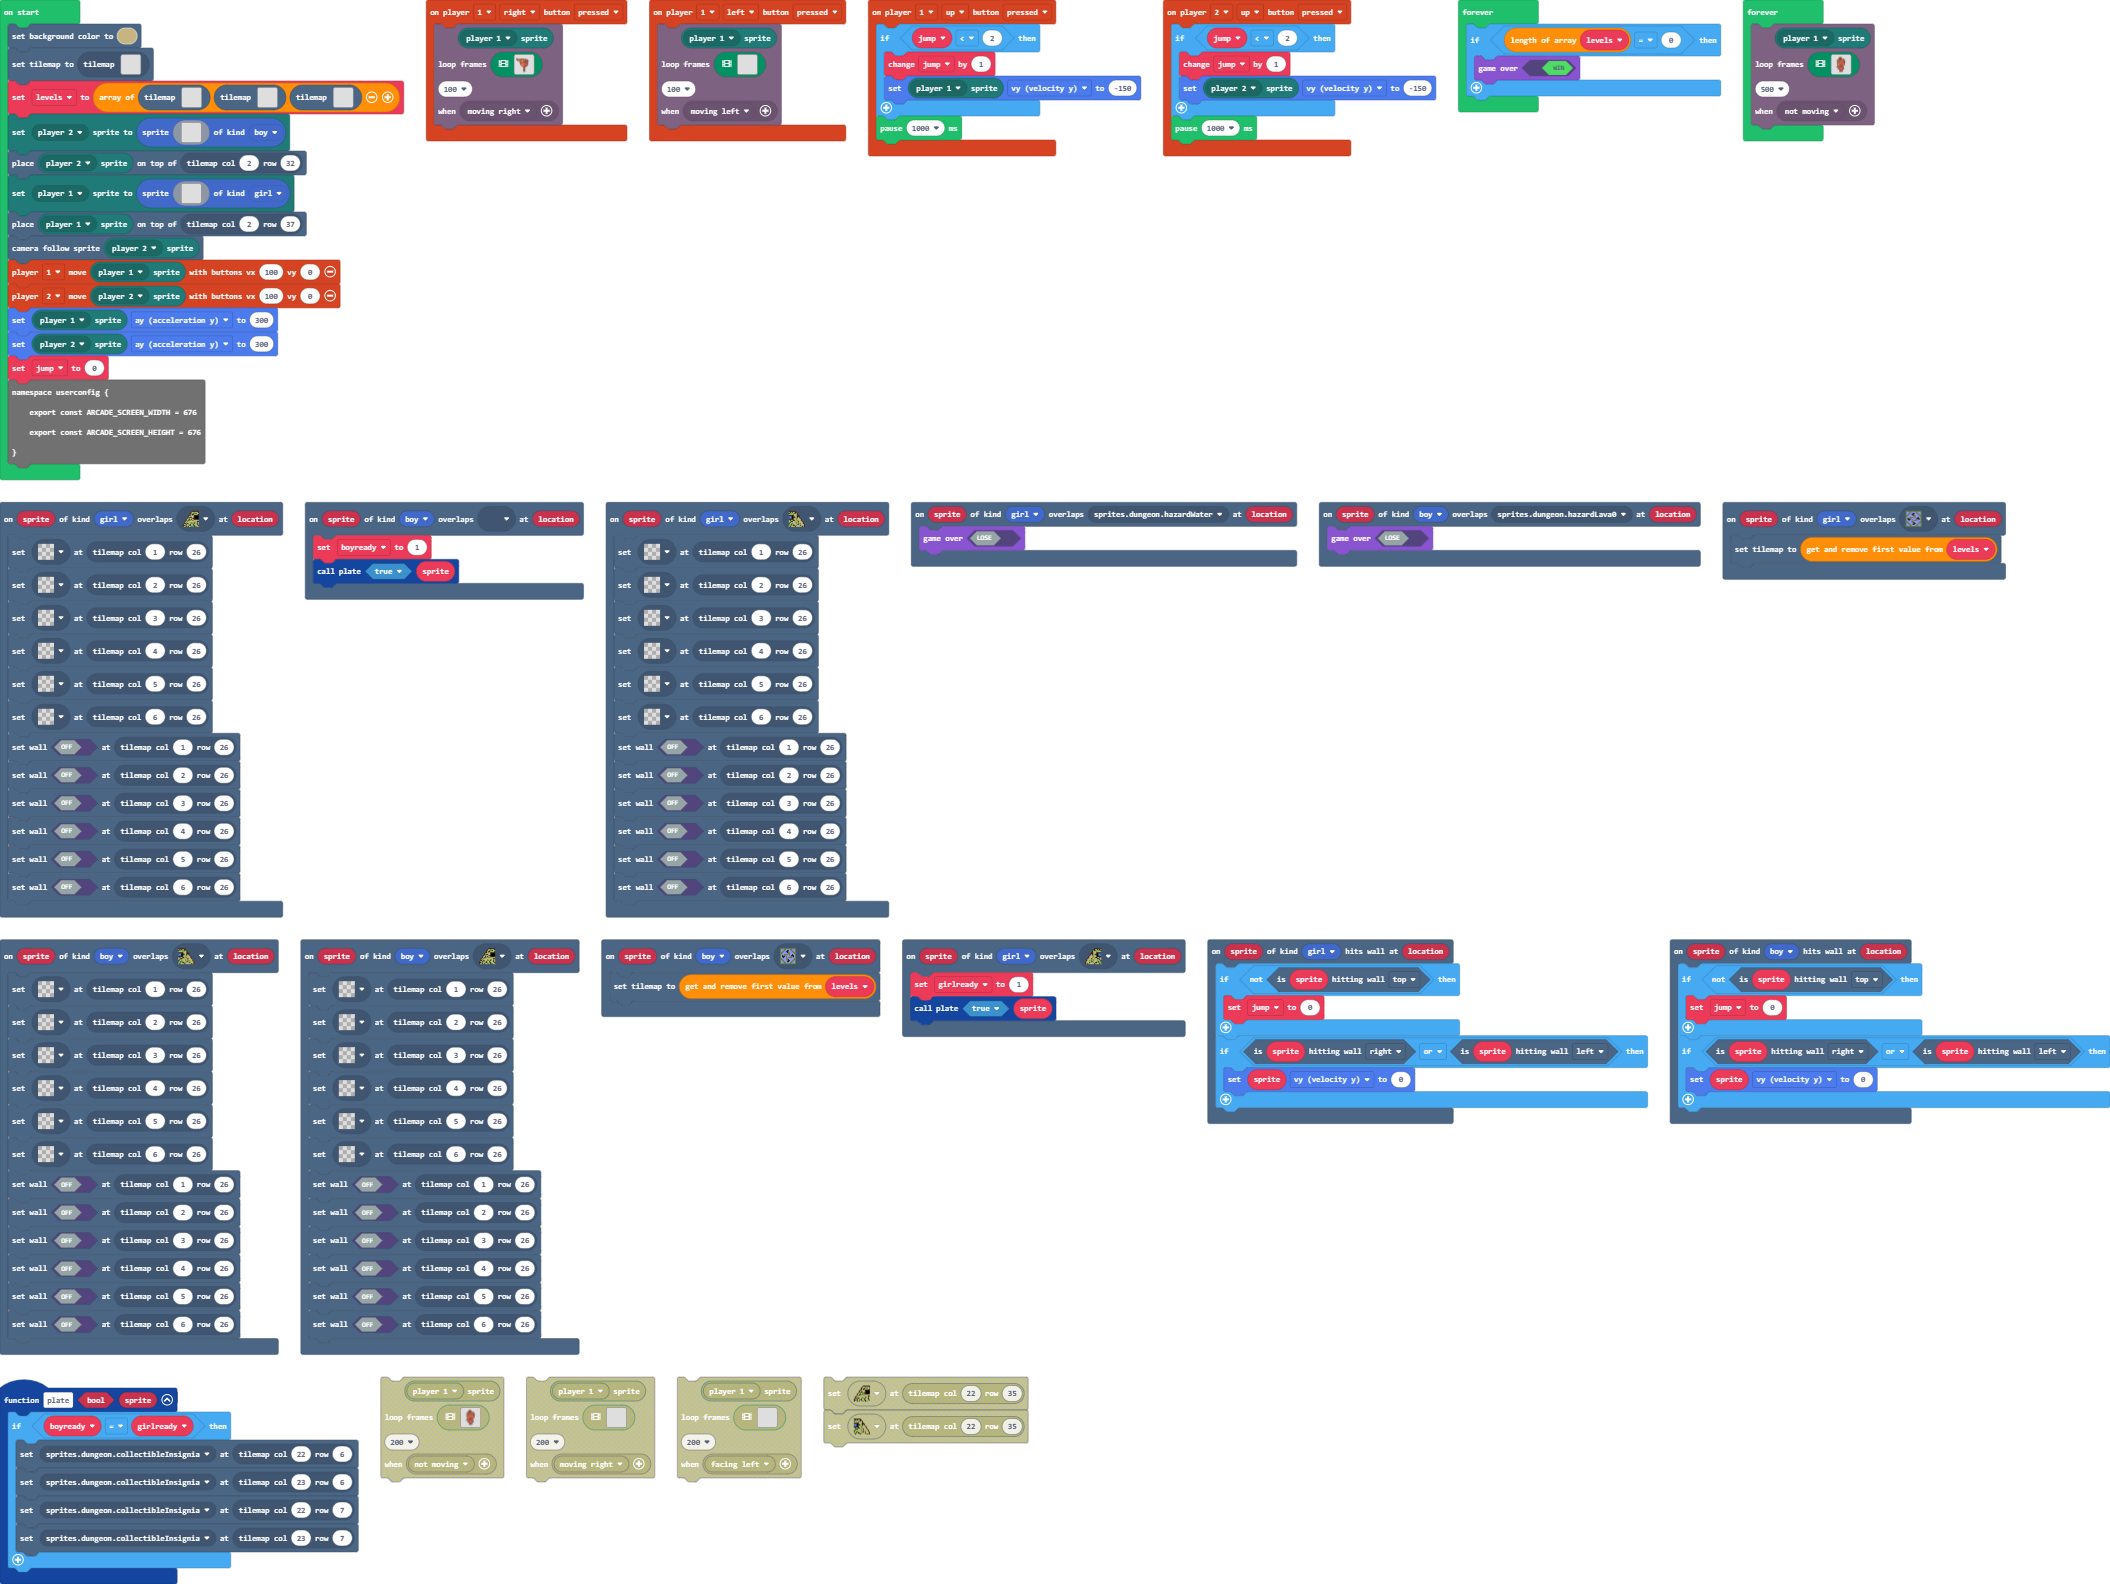 on start
set background color to
set tilemap to tilemap
set levels to array of tilemap tilemap tilemap
set player 2 sprite to sprite of kind boy
place player 2 sprite on top of tilemap col 2 row 32
set player 1 sprite to sprite of kind girl
place player 1 sprite on top of tilemap col 2 row 37
camera follow sprite player 2 sprite
player 1 move player 1 sprite with buttons vx 100 vy 0
player 2 move player 2 sprite with buttons vx 100 vy 0
set player 1 sprite ay (acceleration y) to 300
set player 2 sprite ay (acceleration y) to 300
set jump to 0
namespace userconfig {
export const ARCADE_SCREEN_WIDTH = 676
export const ARCADE_SCREEN_HEIGHT = 676
}
on player 1 right button pressed
player 1 sprite
loop frames
100
when moving right
on player 1 left button pressed
player 1 sprite
loop frames
100
when moving left
on player 1 up button pressed
if jump < 2 then
change jump by 1
set player 1 sprite vy (velocity y) to -150
pause 1000 ms
on player 2 up button pressed
if jump < 2 then
change jump by 1
set player 2 sprite vy (velocity y) to -150
pause 1000 ms
forever
if length of array levels = 0 then
game over WIN
forever
player 1 sprite
loop frames
500
when not moving
on sprite of kind girl overlaps at location
set at tilemap col 1 row 26
set at tilemap col 2 row 26
set at tilemap col 3 row 26
set at tilemap col 4 row 26
set at tilemap col 5 row 26
set at tilemap col 6 row 26
set wall OFF at tilemap col 1 row 26
set wall OFF at tilemap col 2 row 26
set wall OFF at tilemap col 3 row 26
set wall OFF at tilemap col 4 row 26
set wall OFF at tilemap col 5 row 26
set wall OFF at tilemap col 6 row 26
on sprite of kind boy overlaps at location
set boyready to 1
call plate true sprite
on sprite of kind girl overlaps at location
set at tilemap col 1 row 26
set at tilemap col 2 row 26
set at tilemap col 3 row 26
set at tilemap col 4 row 26
set at tilemap col 5 row 26
set at tilemap col 6 row 26
set wall OFF at tilemap col 1 row 26
set wall OFF at tilemap col 2 row 26
set wall OFF at tilemap col 3 row 26
set wall OFF at tilemap col 4 row 26
set wall OFF at tilemap col 5 row 26
set wall OFF at tilemap col 6 row 26
on sprite of kind girl overlaps sprites.dungeon.hazardWater at location
game over LOSE
on sprite of kind boy overlaps sprites.dungeon.hazardLava0 at location
game over LOSE
on sprite of kind girl overlaps at location
set tilemap to get and remove first value from levels
on sprite of kind boy overlaps at location
set at tilemap col 1 row 26
set at tilemap col 2 row 26
set at tilemap col 3 row 26
set at tilemap col 4 row 26
set at tilemap col 5 row 26
set at tilemap col 6 row 26
set wall OFF at tilemap col 1 row 26
set wall OFF at tilemap col 2 row 26
set wall OFF at tilemap col 3 row 26
set wall OFF at tilemap col 4 row 26
set wall OFF at tilemap col 5 row 26
set wall OFF at tilemap col 6 row 26
on sprite of kind boy overlaps at location
set at tilemap col 1 row 26
set at tilemap col 2 row 26
set at tilemap col 3 row 26
set at tilemap col 4 row 26
set at tilemap col 5 row 26
set at tilemap col 6 row 26
set wall OFF at tilemap col 1 row 26
set wall OFF at tilemap col 2 row 26
set wall OFF at tilemap col 3 row 26
set wall OFF at tilemap col 4 row 26
set wall OFF at tilemap col 5 row 26
set wall OFF at tilemap col 6 row 26
on sprite of kind boy overlaps at location
set tilemap to get and remove first value from levels
on sprite of kind girl overlaps at location
set girlready to 1
call plate true sprite
on sprite of kind girl hits wall at location
if not is sprite hitting wall top then
set jump to 0
if is sprite hitting wall right or is sprite hitting wall left then
set sprite vy (velocity y) to 0
on sprite of kind boy hits wall at location
if not is sprite hitting wall top then
set jump to 0
if is sprite hitting wall right or is sprite hitting wall left then
set sprite vy (velocity y) to 0
function plate bool sprite
if boyready = girlready then
set sprites.dungeon.collectibleInsignia at tilemap col 22 row 6
set sprites.dungeon.collectibleInsignia at tilemap col 23 row 6
set sprites.dungeon.collectibleInsignia at tilemap col 22 row 7
set sprites.dungeon.collectibleInsignia at tilemap col 23 row 7
player 1 sprite
loop frames
200
when not moving
player 1 sprite
loop frames
200
when moving right
player 1 sprite
loop frames
200
when facing left
set at tilemap col 22 row 35
set at tilemap col 22 row 35